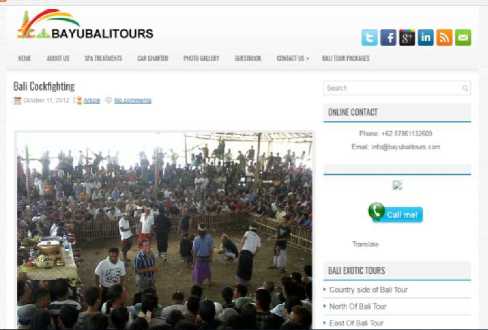 BAYUBALITOURS
HOME ABOUT US SPA TREATMENTS CAR CHARTER PHOTO GALLERY GUESTBOOK CONTACT US BALI TOUR PACKAGES
Bali Cockfighting
October 11, 2012 Article No comments
Search
ONLINE CONTACT
Phone: +62 87861132609
Email: info@bayubalitours.com
Call me!
Translate
BALI EXOTIC TOURS
Country side of Bali Tour
North Of Bali Tour
East Of Bali Tour